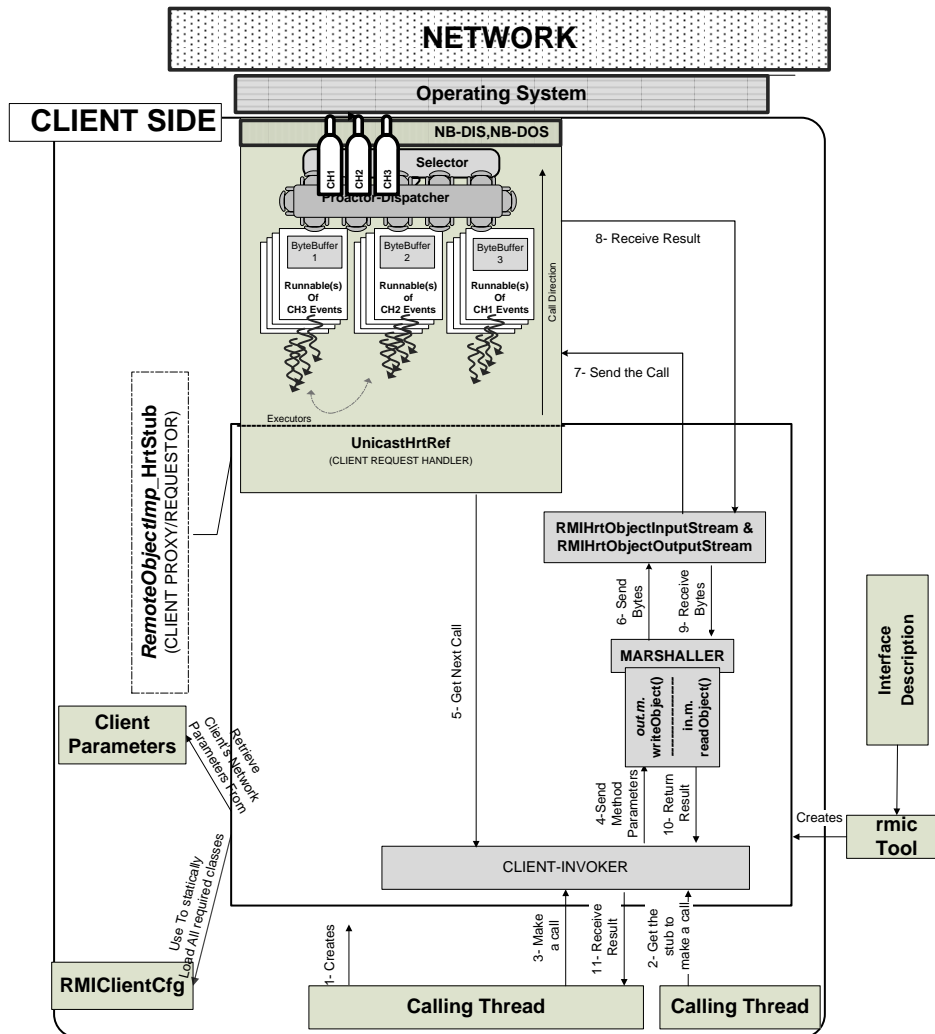 NETWORK
Operating System
CLIENT SIDE
NB-DIS,NB-DOS
CH1
CH2
CH3
Selector
Proactor-Dispatcher
ByteBuffer
1
ByteBuffer
2
ByteBuffer
3
Runnable(s)
Of
CH3 Events
Runnable(s)
of
CH2 Events
Runnable(s)
Of
CH1 Events
Call Direction
8- Receive Result
7- Send the Call
Executors
UnicastHrtRef
(CLIENT REQUEST HANDLER)
RemoteObjectImp_HrtStub
(CLIENT PROXY/REQUESTOR)
RMIHrtObjectInputStream &
RMIHrtObjectOutputStream
6- Send
Bytes
9- Receive
Bytes
MARSHALLER
out.m.
writeObject()
---------------
in.m.
readObject()
5- Get Next Call
4-Send
Method
Parameters
10- Return
Result
Interface
Description
Client
Parameters
Retrieve
Client's Network
Parameters From
Creates
rmic
Tool
CLIENT-INVOKER
Use To statically
Load All required classes
RMIClientCfg
1- Creates
3- Make
a call
11- Receive
Result
2- Get the
stub to
make a call
Calling Thread
Calling Thread